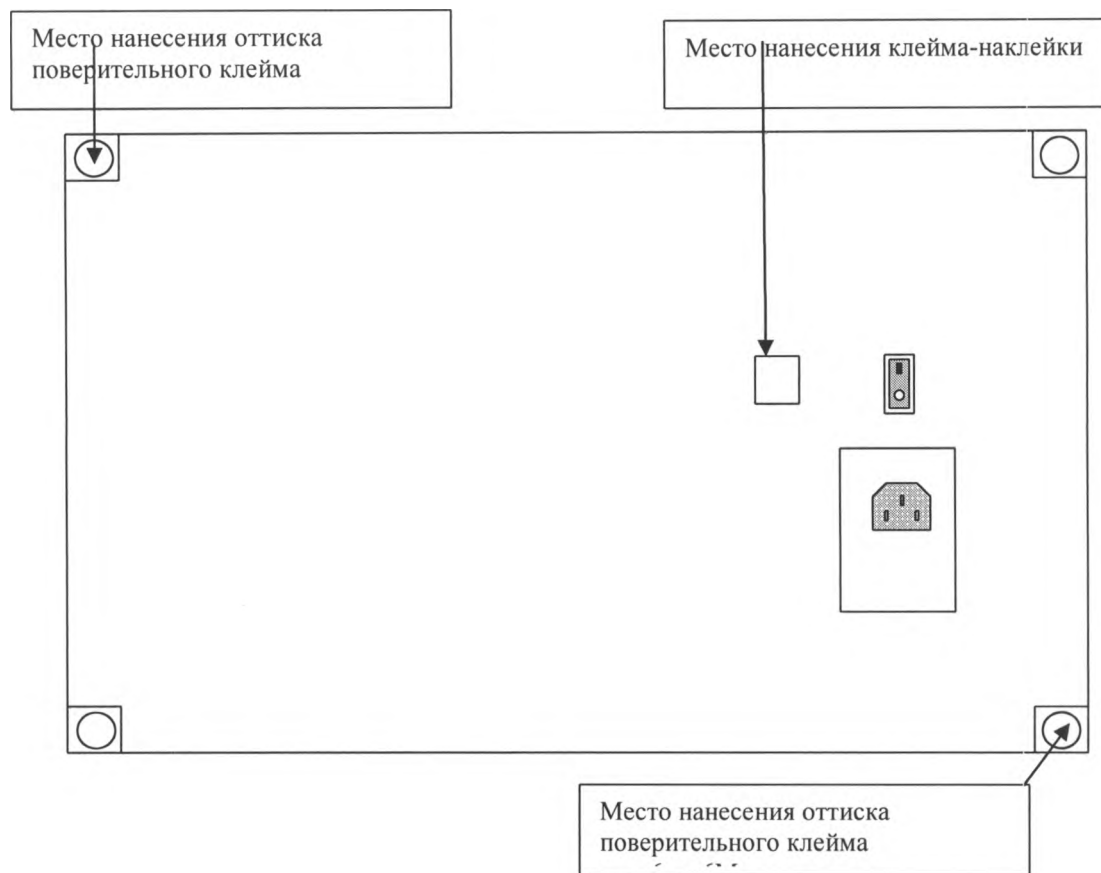 Место нанесения оттиска
поверительного клейма
Место нанесения клейма-наклейки
Место нанесения оттиска
поверительного клейма